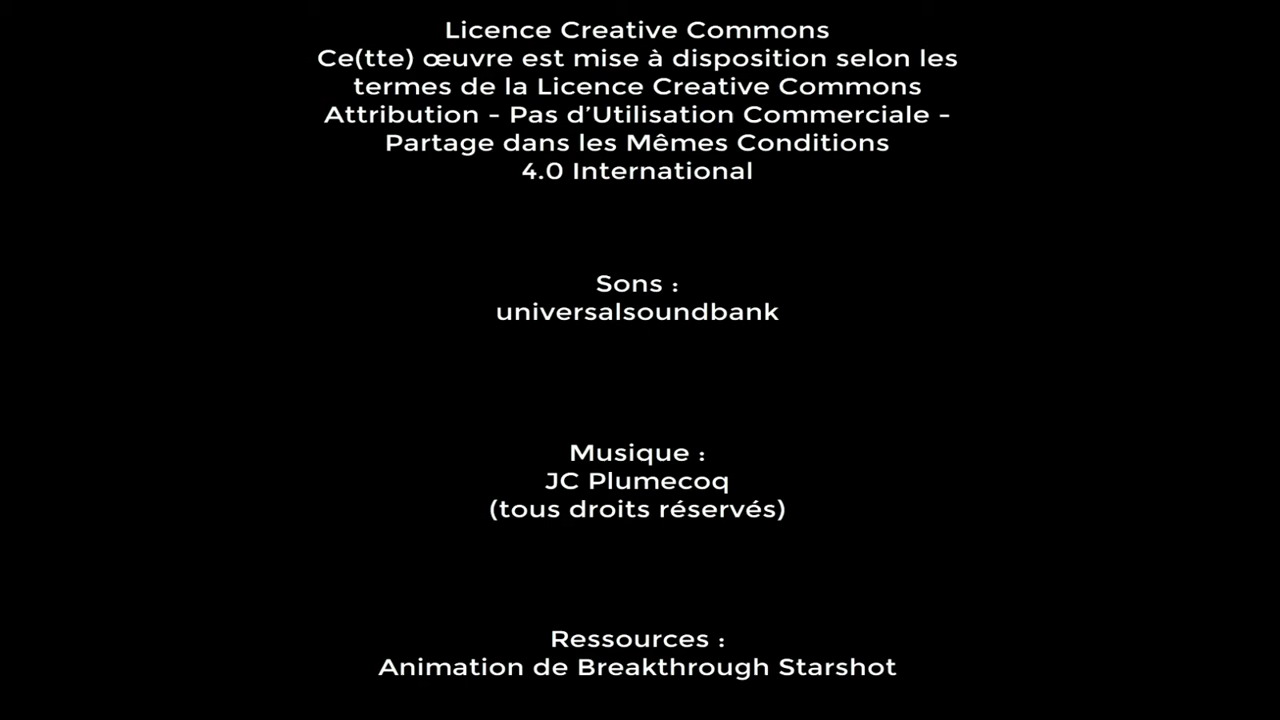 Licence Creative Commons
Ce(tte) œuvre est mise à disposition selon les
termes de la Licence Creative Commons
Attribution - Pas d’Utilisation Commerciale -
Partage dans les Mêmes Conditions
4.0 International
Sons :
universalsoundbank
Musique :
JC Plumecoq
(tous droits réservés)
Ressources :
Animation de Breakthrough Starshot